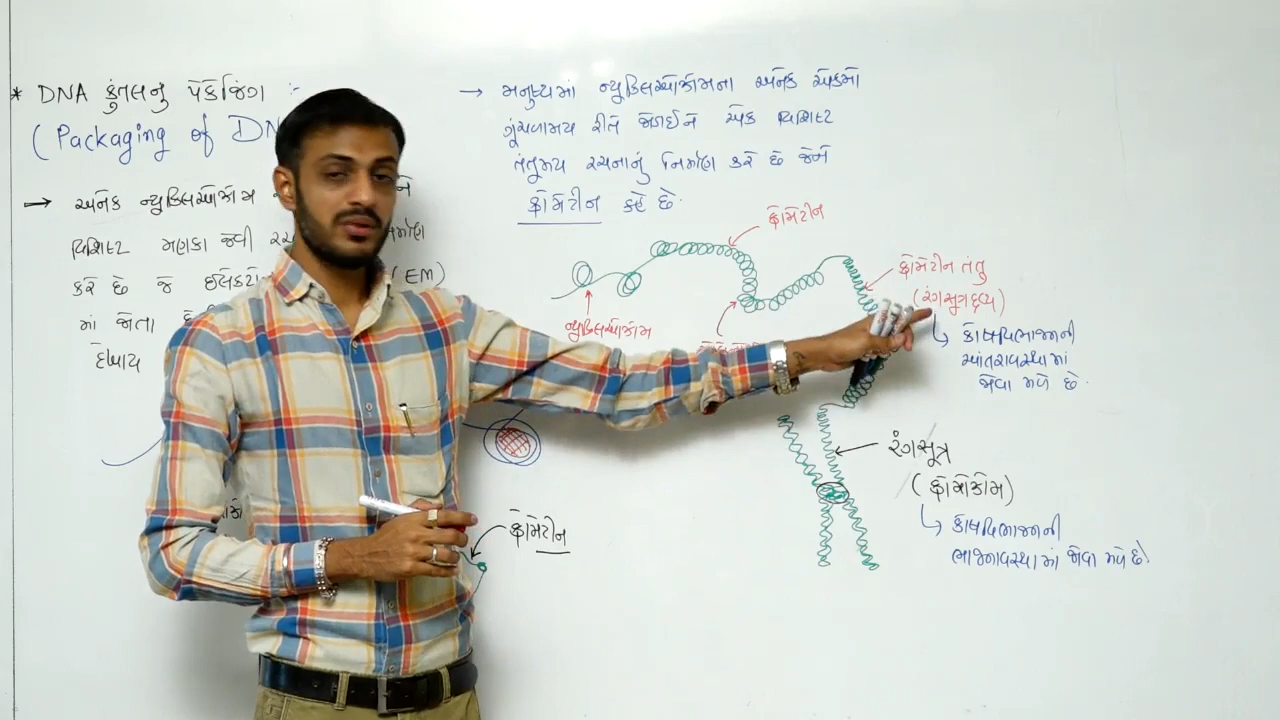 * DNA કુંતલનું પેકેજિંગ :-
(Packaging of DN
→ અનેક ન્યુક્લિઓઝોમ
વિશિષ્ટ મણકા જેવી
કરે છે જે (EM)
માં જોતા
દેખાય
ક્રોમેટીન
→ મનુષ્યમાં ન્યુક્લિઓઝોમના અનેક એકમો
ગૂંચળામય રીતે જોડાઈને એક વિશિષ્ટ
તંતુમય રચનાનું નિર્માણ કરે છે જેને
ક્રોમેટીન કહે છે.
ક્રોમેટીન
ન્યુક્લિઓઝોમ
ક્રોમેટીન તંતુ
(રંગસૂત્રદ્રવ્ય)
કોષવિભાજનની
આંતરાવસ્થામાં
જોવા મળે છે.
રંગસૂત્ર
(ક્રોમોઝોમ)
કોષવિભાજનની
ભાજનાવસ્થામાં જોવા મળે છે.